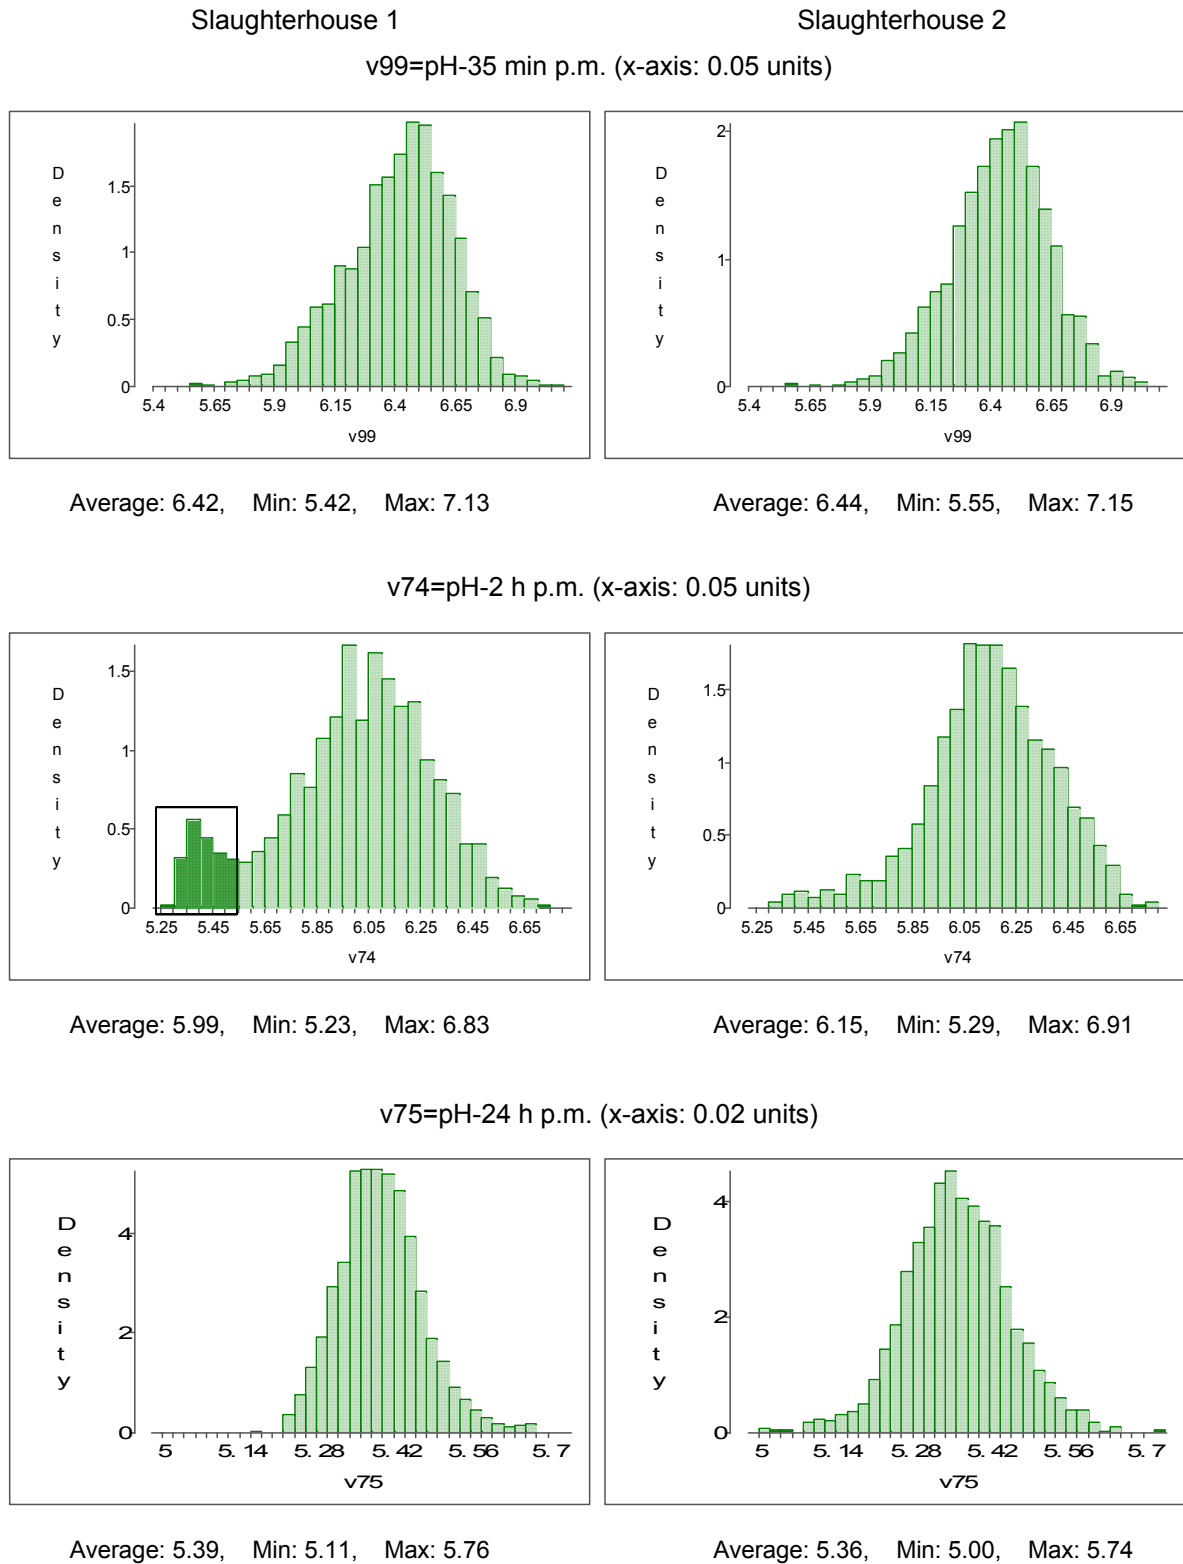 Slaughterhouse 1 Slaughterhouse 2
v99=pH-35 min p.m. (x-axis: 0.05 units)
Density
1.5
1
0.5
0
5.4 5.65 5.9 6.15 6.4 6.65 6.9
v99
Density
2
1
0
5.4 5.65 5.9 6.15 6.4 6.65 6.9
v99
Average: 6.42, Min: 5.42, Max: 7.13
Average: 6.44, Min: 5.55, Max: 7.15
v74=pH-2 h p.m. (x-axis: 0.05 units)
Density
1.5
1
0.5
0
5.25 5.45 5.65 5.85 6.05 6.25 6.45 6.65
v74
Density
1.5
1
0.5
0
5.25 5.45 5.65 5.85 6.05 6.25 6.45 6.65
v74
Average: 5.99, Min: 5.23, Max: 6.83
Average: 6.15, Min: 5.29, Max: 6.91
v75=pH-24 h p.m. (x-axis: 0.02 units)
Density
4
2
0
5 5.14 5.28 5.42 5.56 5.7
v75
Density
4
2
0
5 5.14 5.28 5.42 5.56 5.7
v75
Average: 5.39, Min: 5.11, Max: 5.76
Average: 5.36, Min: 5.00, Max: 5.74